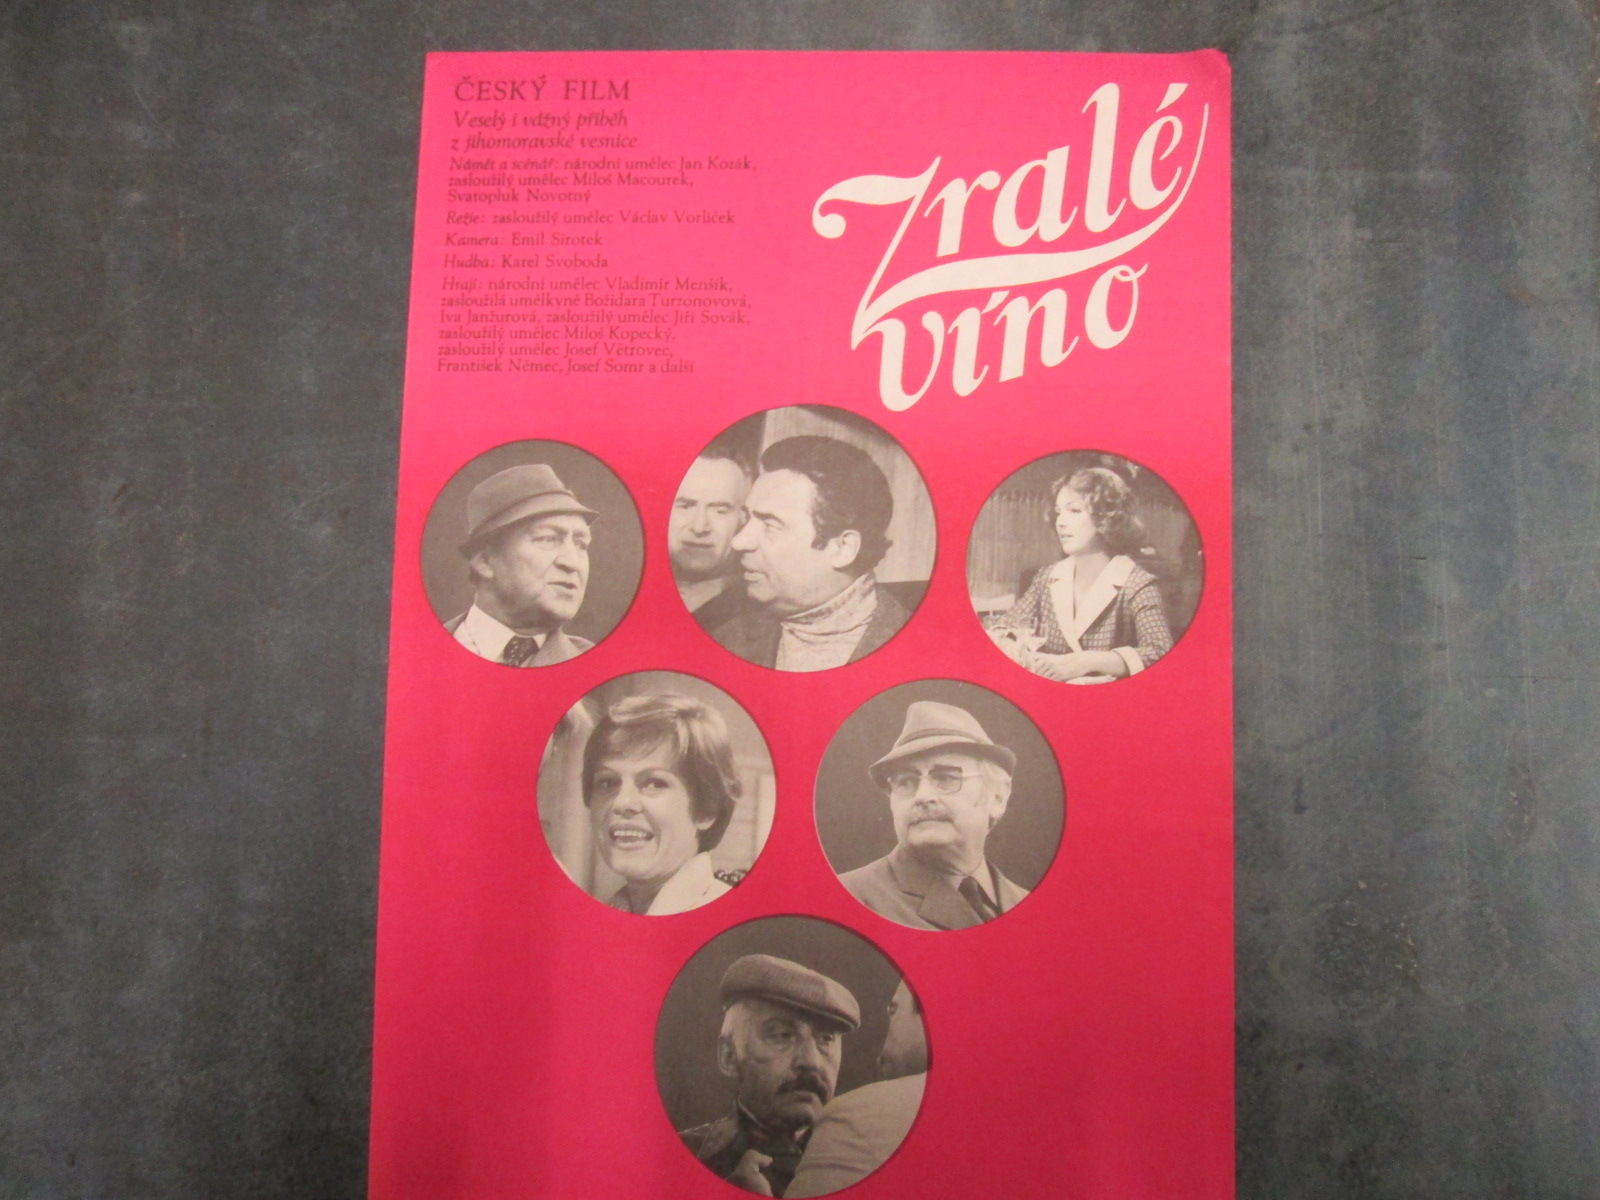 ČESKÝ FILM
Veselý i vážný příběh
z jihomoravské vesnice
Námět a scénář: národní umělec Jan Kozák,
zasloužilý umělec Miloš Macourek,
Svatopluk Novotný
Režie: zasloužilý umělec Václav Vorlíček
Kamera: Emil Sirotek
Hudba: Karel Svoboda
Hrají: národní umělec Vladimír Menšík,
zasloužilá umělkyně Božidara Turzonovová,
Iva Janžurová, zasloužilý umělec Jiří Sovák,
zasloužilý umělec Miloš Kopecký,
zasloužilý umělec Josef Větrovec,
František Němec, Josef Somr a další
Zralé
víno